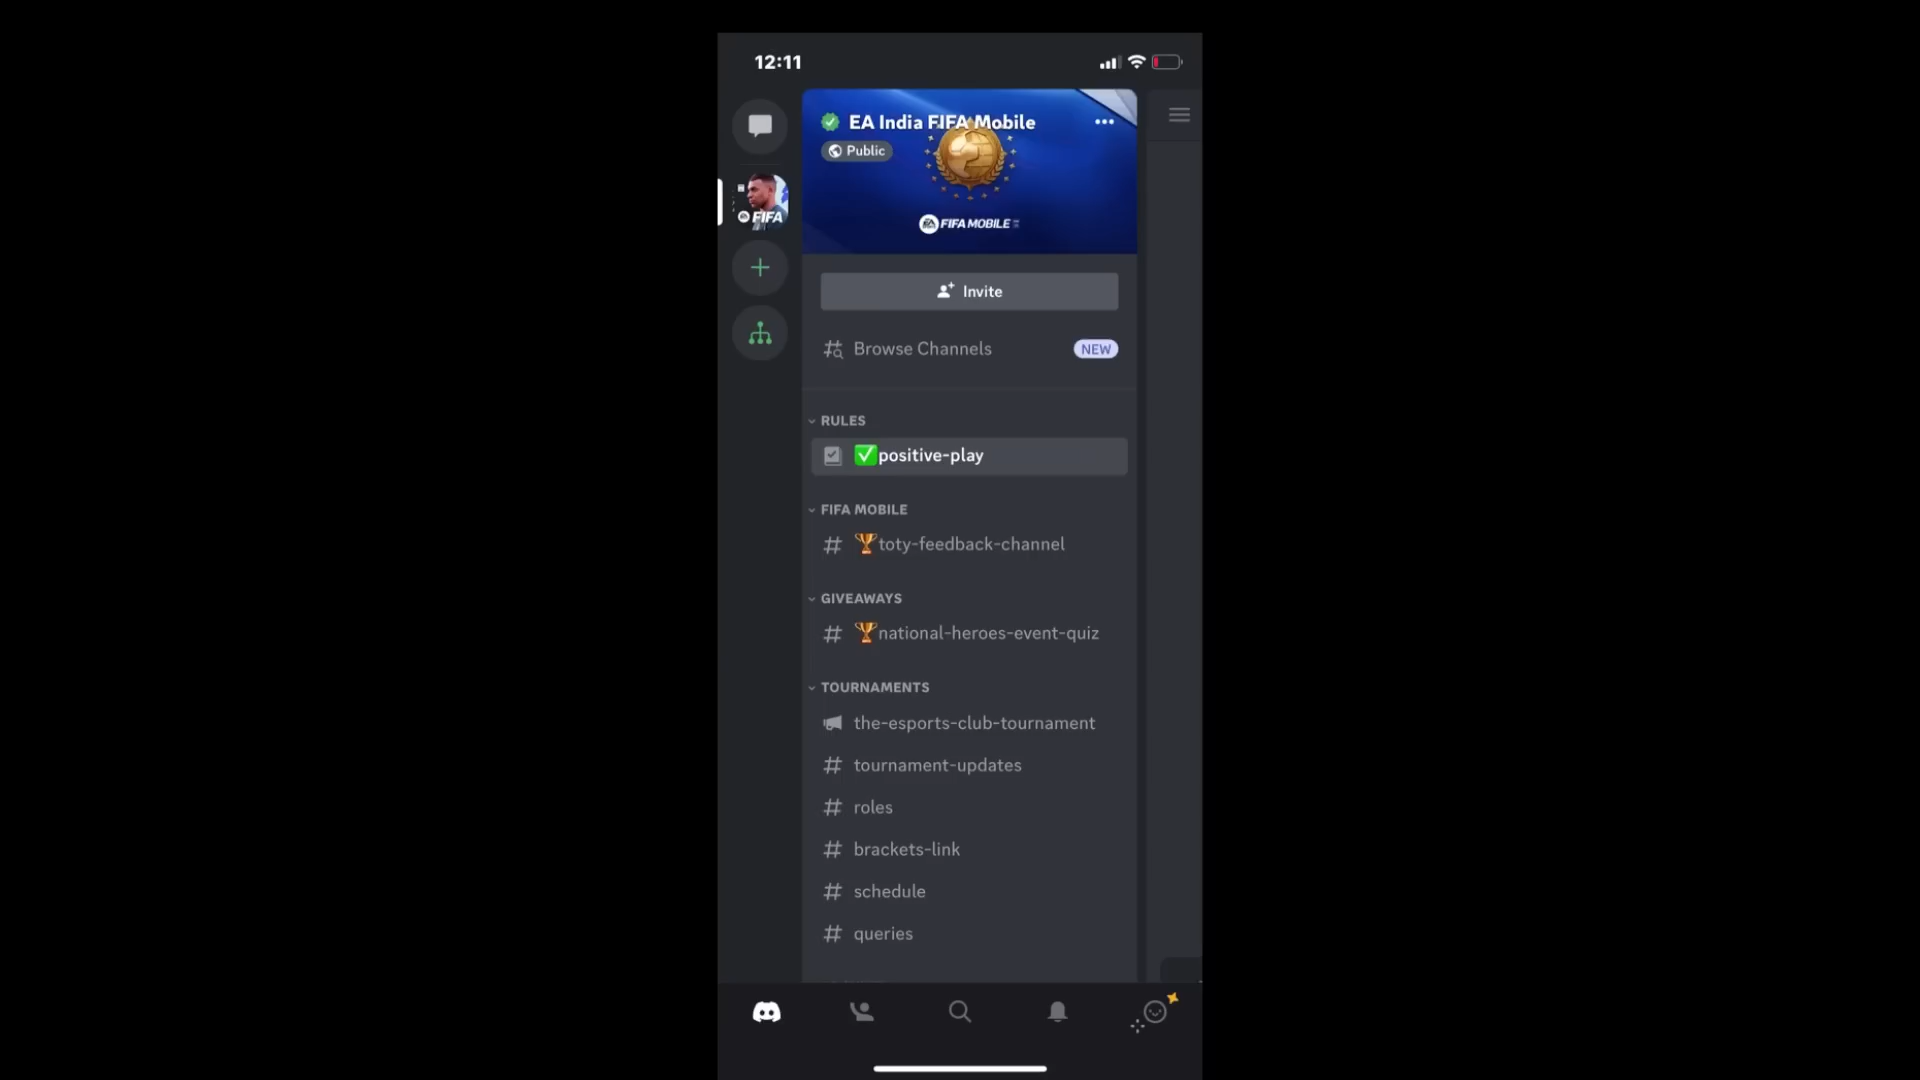 12:11
EA India FIFA Mobile
Public
FIFA
FIFA MOBILE
Invite
Browse Channels
NEW
RULES
✅positive-play
FIFA MOBILE
# 🏆toty-feedback-channel
GIVEAWAYS
# 🏆national-heroes-event-quiz
TOURNAMENTS
the-esports-club-tournament
# tournament-updates
# roles
# brackets-link
# schedule
# queries